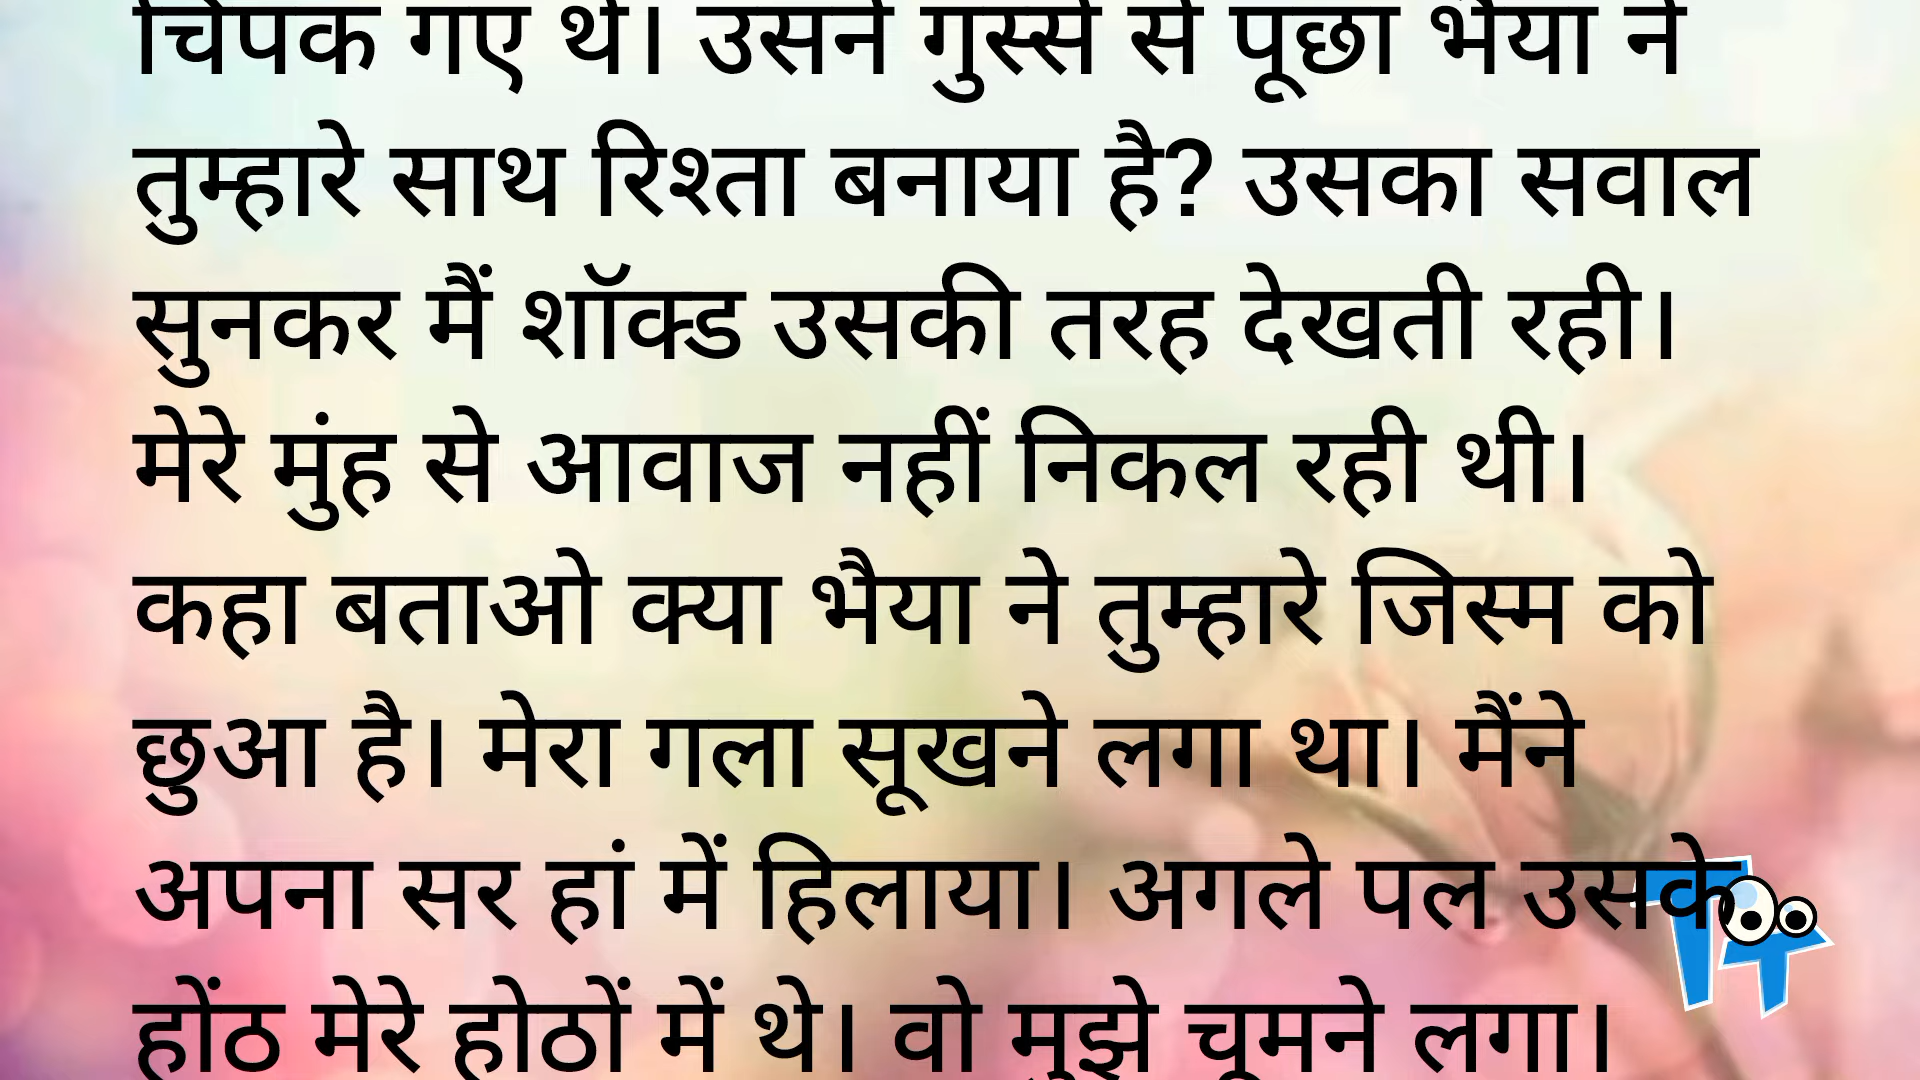 चिपक गए थे। उसने गुस्से से पूछा भैया ने
तुम्हारे साथ रिश्ता बनाया है? उसका सवाल
सुनकर मैं शॉक्ड उसकी तरह देखती रही।
मेरे मुंह से आवाज नहीं निकल रही थी।
कहा बताओ क्या भैया ने तुम्हारे जिस्म को
छुआ है। मेरा गला सूखने लगा था। मैंने
अपना सर हां में हिलाया। अगले पल उसके
होंठ मेरे होठों में थे। वो मुझे चूमने लगा।